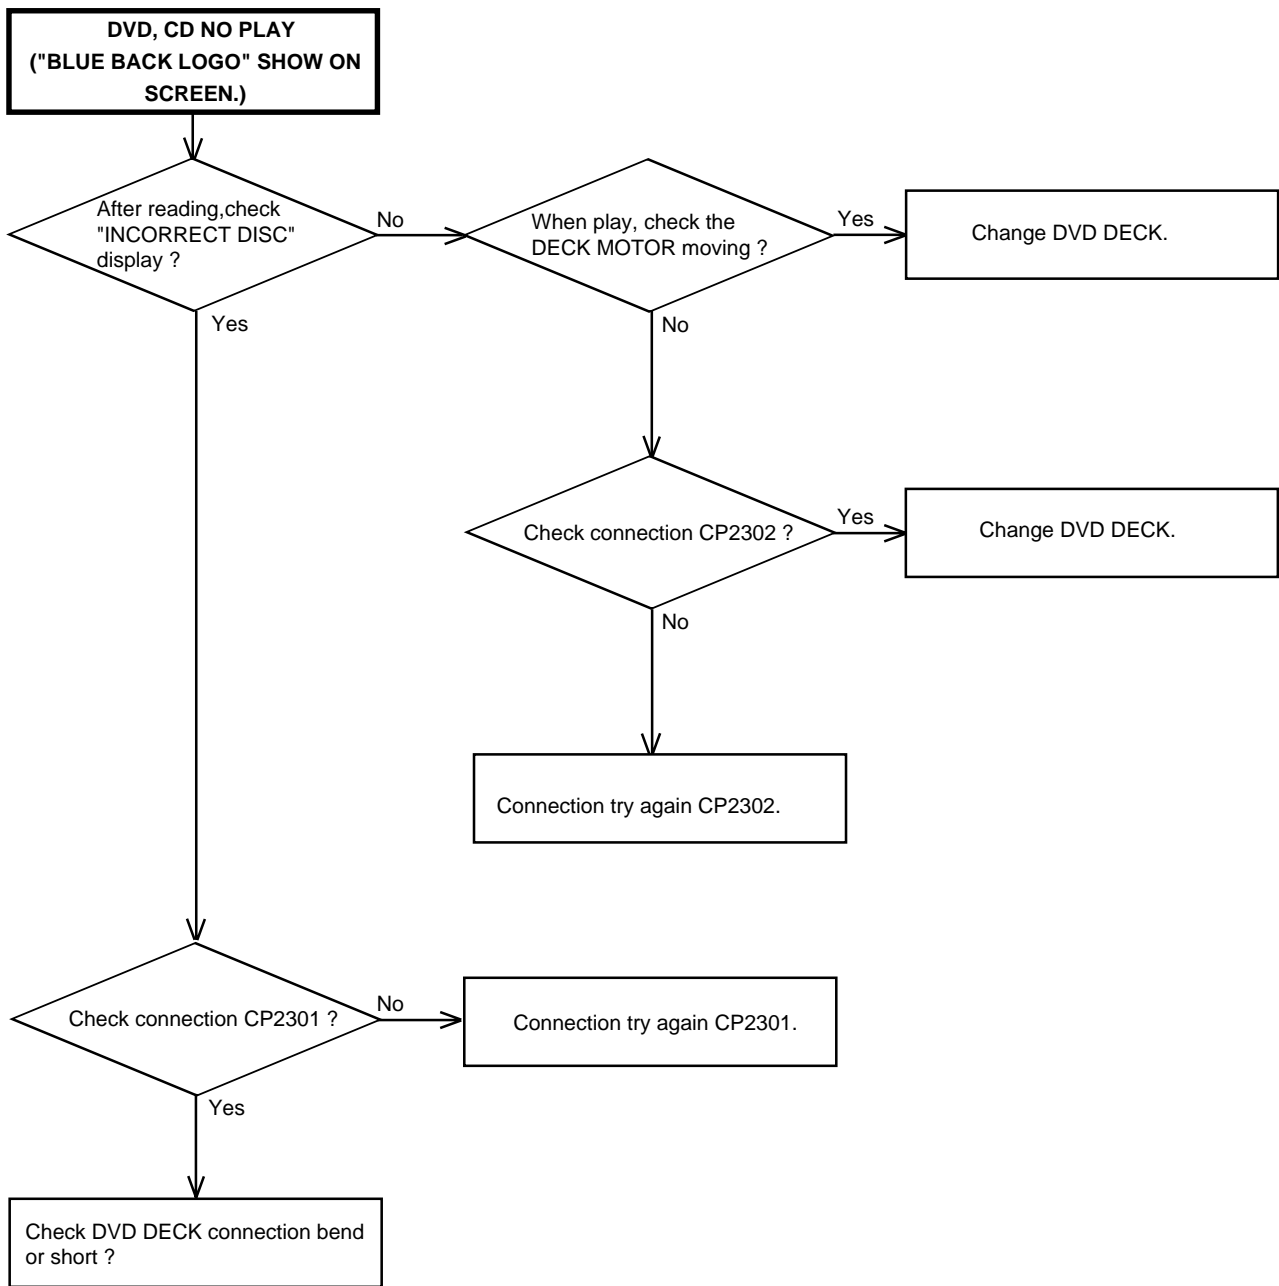 DVD, CD NO PLAY
("BLUE BACK LOGO" SHOW ON
SCREEN.)
After reading,check
"INCORRECT DISC"
display ?
No
When play, check the
DECK MOTOR moving ?
Yes
Change DVD DECK.
Yes
No
Check connection CP2302 ?
Yes
Change DVD DECK.
No
Connection try again CP2302.
Check connection CP2301 ?
No
Connection try again CP2301.
Yes
Check DVD DECK connection bend
or short ?